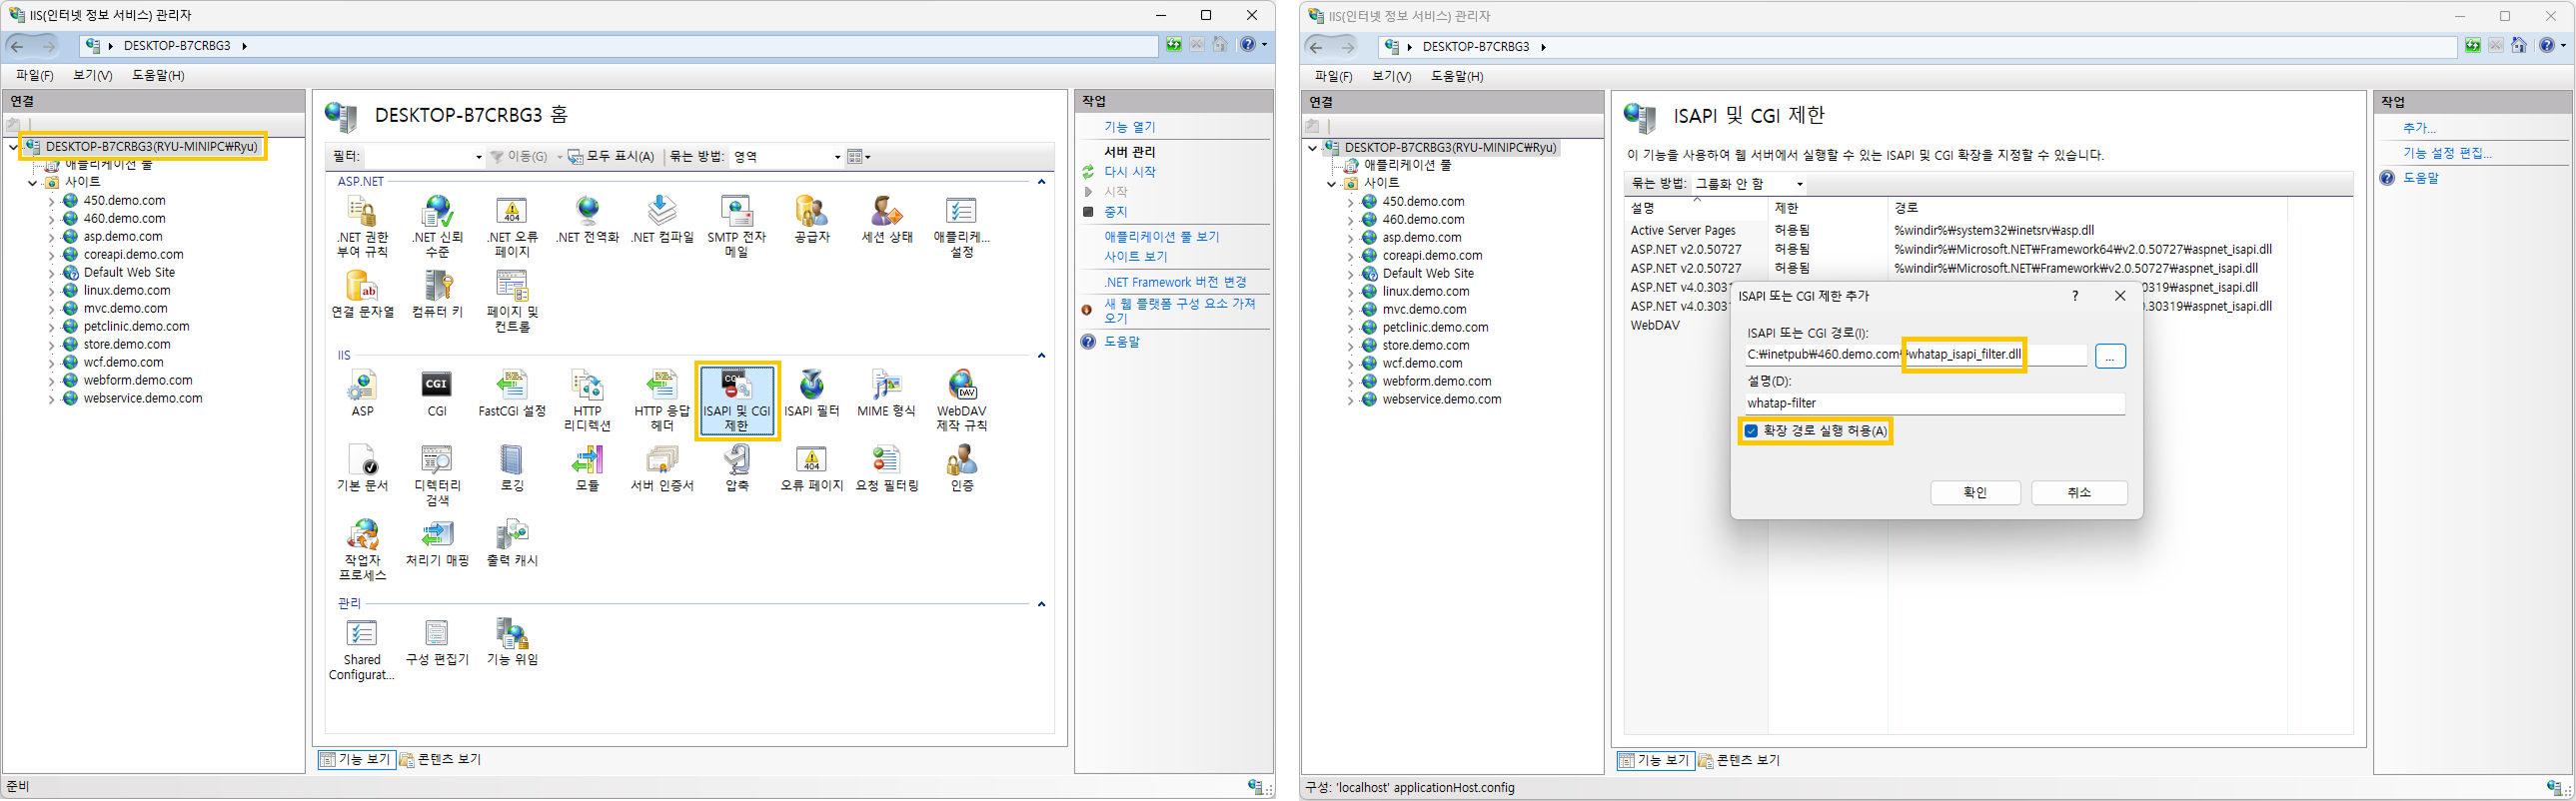 IIS(인터넷 정보 서비스) 관리자
DESKTOP-B7CRBG3
파일(F) 보기(V) 도움말(H)
연결
DESKTOP-B7CRBG3(RYU-MINIPC₩Ryu)
애플리케이션 풀
사이트
450.demo.com
460.demo.com
asp.demo.com
coreapi.demo.com
Default Web Site
linux.demo.com
mvc.demo.com
petclinic.demo.com
store.demo.com
wcf.demo.com
webform.demo.com
webservice.demo.com
DESKTOP-B7CRBG3 홈
필터: 이동(G) 모두 표시(A) 묶는 방법: 영역
ASP.NET
.NET 권한 부여 규칙
.NET 신뢰 수준
.NET 오류 페이지
.NET 전역화
.NET 컴파일
SMTP 전자 메일
공급자
세션 상태
애플리케... 설정
연결 문자열
컴퓨터 키
페이지 및 컨트롤
IIS
ASP
CGI
FastCGI 설정
HTTP 리디렉션
HTTP 응답 헤더
ISAPI 및 CGI 제한
ISAPI 필터
MIME 형식
WebDAV 제작 규칙
기본 문서
디렉터리 검색
로깅
모듈
서버 인증서
압축
오류 페이지
요청 필터링
인증
작업자 프로세스
처리기 매핑
출력 캐시
관리
Shared Configurat...
구성 편집기
기능 위임
기능 보기 콘텐츠 보기
작업
기능 열기
서버 관리
다시 시작
시작
중지
애플리케이션 풀 보기
사이트 보기
.NET Framework 버전 변경
새 웹 플랫폼 구성 요소 가져
오기
도움말
준비
IIS(인터넷 정보 서비스) 관리자
DESKTOP-B7CRBG3
파일(F) 보기(V) 도움말(H)
연결
DESKTOP-B7CRBG3(RYU-MINIPC₩Ryu)
애플리케이션 풀
사이트
450.demo.com
460.demo.com
asp.demo.com
coreapi.demo.com
Default Web Site
linux.demo.com
mvc.demo.com
petclinic.demo.com
store.demo.com
wcf.demo.com
webform.demo.com
webservice.demo.com
ISAPI 및 CGI 제한
이 기능을 사용하여 웹 서버에서 실행할 수 있는 ISAPI 및 CGI 확장을 지정할 수 있습니다.
묶는 방법: 그룹화 안 함
설명 제한 경로
Active Server Pages 허용됨 %windir%₩system32₩inetsrv₩asp.dll
ASP.NET v2.0.50727 허용됨 %windir%₩Microsoft.NET₩Framework64₩v2.0.50727₩aspnet_isapi.dll
ASP.NET v2.0.50727 허용됨 %windir%₩Microsoft.NET₩Framework₩v2.0.50727₩aspnet_isapi.dll
ASP.NET v4.0.3031 .30319₩aspnet_isapi.dll
ASP.NET v4.0.3031 0319₩aspnet_isapi.dll
WebDAV
ISAPI 또는 CGI 제한 추가 ?
ISAPI 또는 CGI 경로(I):
C:₩inetpub₩460.demo.com₩whatap_isapi_filter.dll ...
설명(D):
whatap-filter
확장 경로 실행 허용(A)
확인 취소
기능 보기 콘텐츠 보기
작업
추가...
기능 설정 편집...
도움말
구성: 'localhost' applicationHost.config